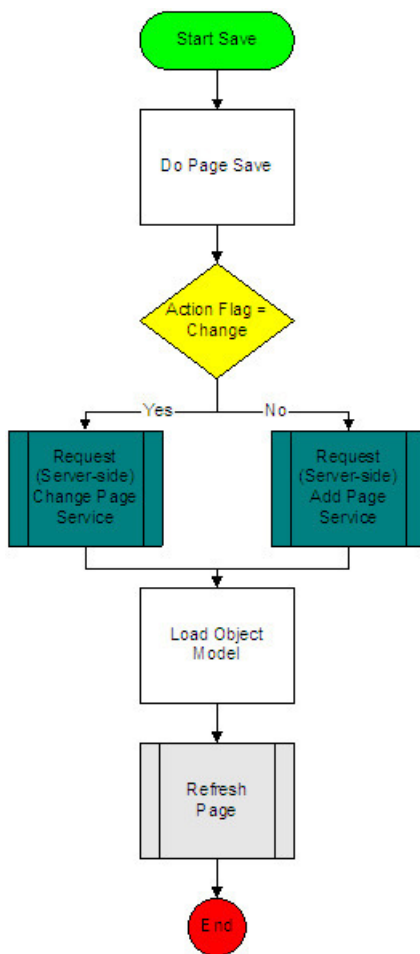 Start Save
Do Page Save
Action Flag =
Change
Yes
No
Request
(Server-side)
Change Page
Service
Request
(Server-side)
Add Page
Service
Load Object
Model
Refresh
Page
End